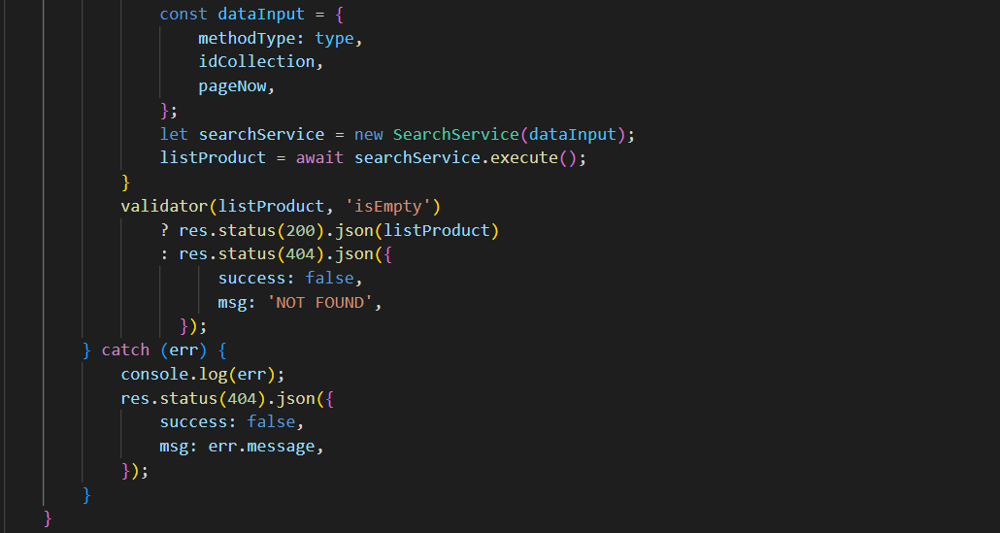 const dataInput = {
methodType: type,
idCollection,
pageNow,
};
let searchService = new SearchService(dataInput);
listProduct = await searchService.execute();
}
validator(listProduct, 'isEmpty')
? res.status(200).json(listProduct)
: res.status(404).json({
success: false,
msg: 'NOT FOUND',
});
} catch (err) {
console.log(err);
res.status(404).json({
success: false,
msg: err.message,
});
}
}